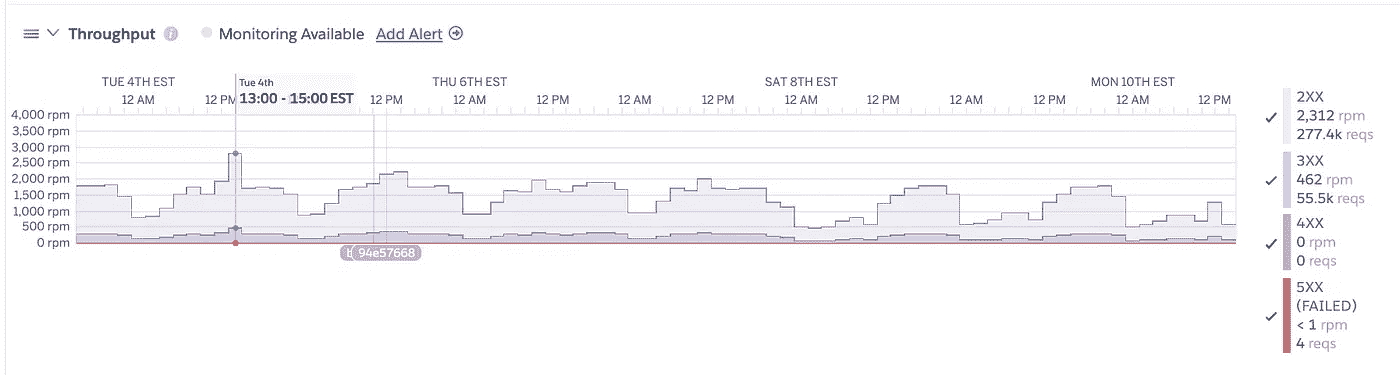 Throughput i Monitoring Available Add Alert
TUE 4TH EST THU 6TH EST SAT 8TH EST MON 10TH EST
Tue 4th
13:00 - 15:00 EST
12 AM 12 PM 12 PM 12 AM 12 PM 12 AM 12 PM 12 AM 12 PM 12 AM 12 PM 12 AM 12 PM
4,000 rpm
3,500 rpm
3,000 rpm
2,500 rpm
2,000 rpm
1,500 rpm
1,000 rpm
500 rpm
0 rpm
94e57668
2XX
2,312 rpm
277.4k reqs
3XX
462 rpm
55.5k reqs
4XX
0 rpm
0 reqs
5XX
(FAILED)
< 1 rpm
4 reqs